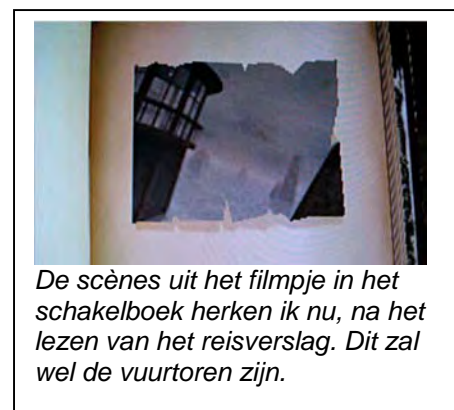 De scènes uit het filmpje in het
schakelboek herken ik nu, na het
lezen van het reisverslag. Dit zal
wel de vuurtoren zijn.